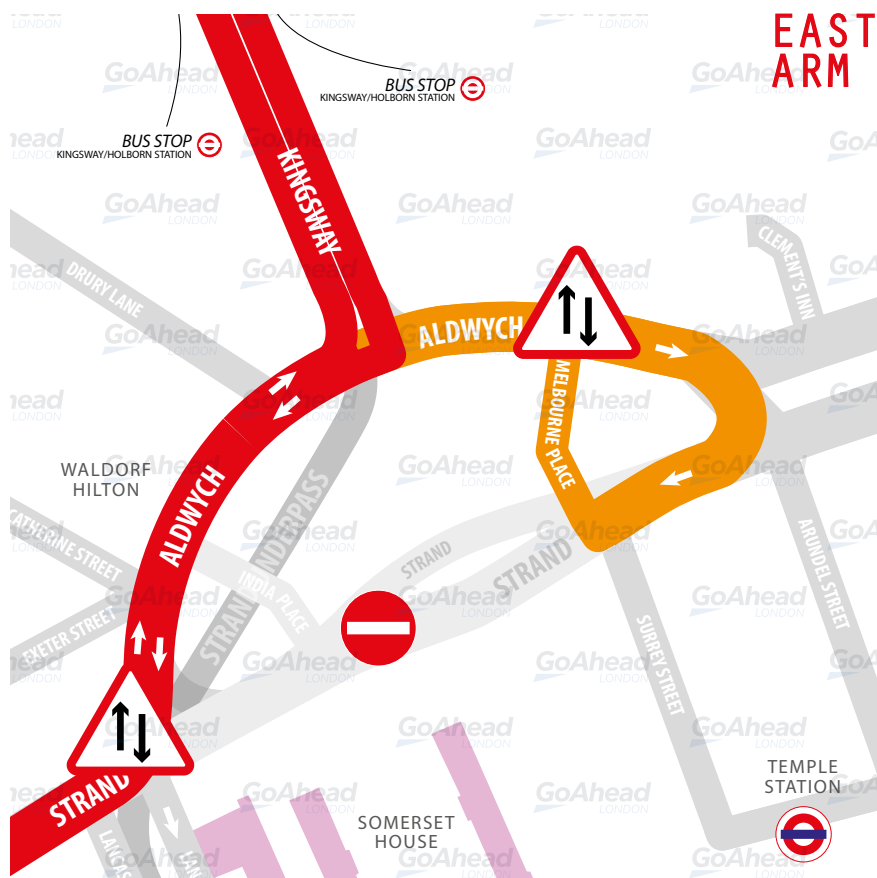 EAST
ARM
BUS STOP
KINGSWAY/HOLBORN STATION
BUS STOP
KINGSWAY/HOLBORN STATION
KINGSWAY
DRURY LANE
CLEMENT'S INN
ALDWYCH
MELBOURNE PLACE
WALDORF
HILTON
ALDWYCH
CATHERINE STREET
EXETER STREET
INDIA PLACE
STRAND
STRAND
ARUNDEL STREET
SURREY STREET
STRAND
SOMERSET
HOUSE
TEMPLE
STATION
GoAhead
LONDON